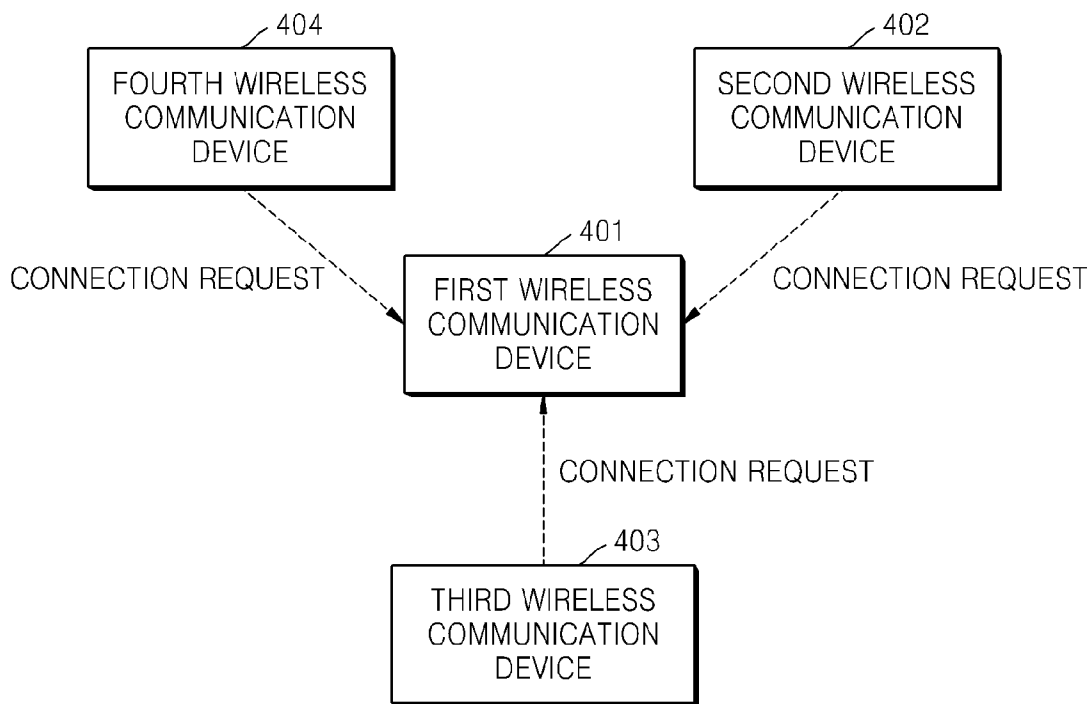 404
FOURTH WIRELESS
COMMUNICATION
DEVICE
402
SECOND WIRELESS
COMMUNICATION
DEVICE
CONNECTION REQUEST
401
FIRST WIRELESS
COMMUNICATION
DEVICE
CONNECTION REQUEST
CONNECTION REQUEST
403
THIRD WIRELESS
COMMUNICATION
DEVICE